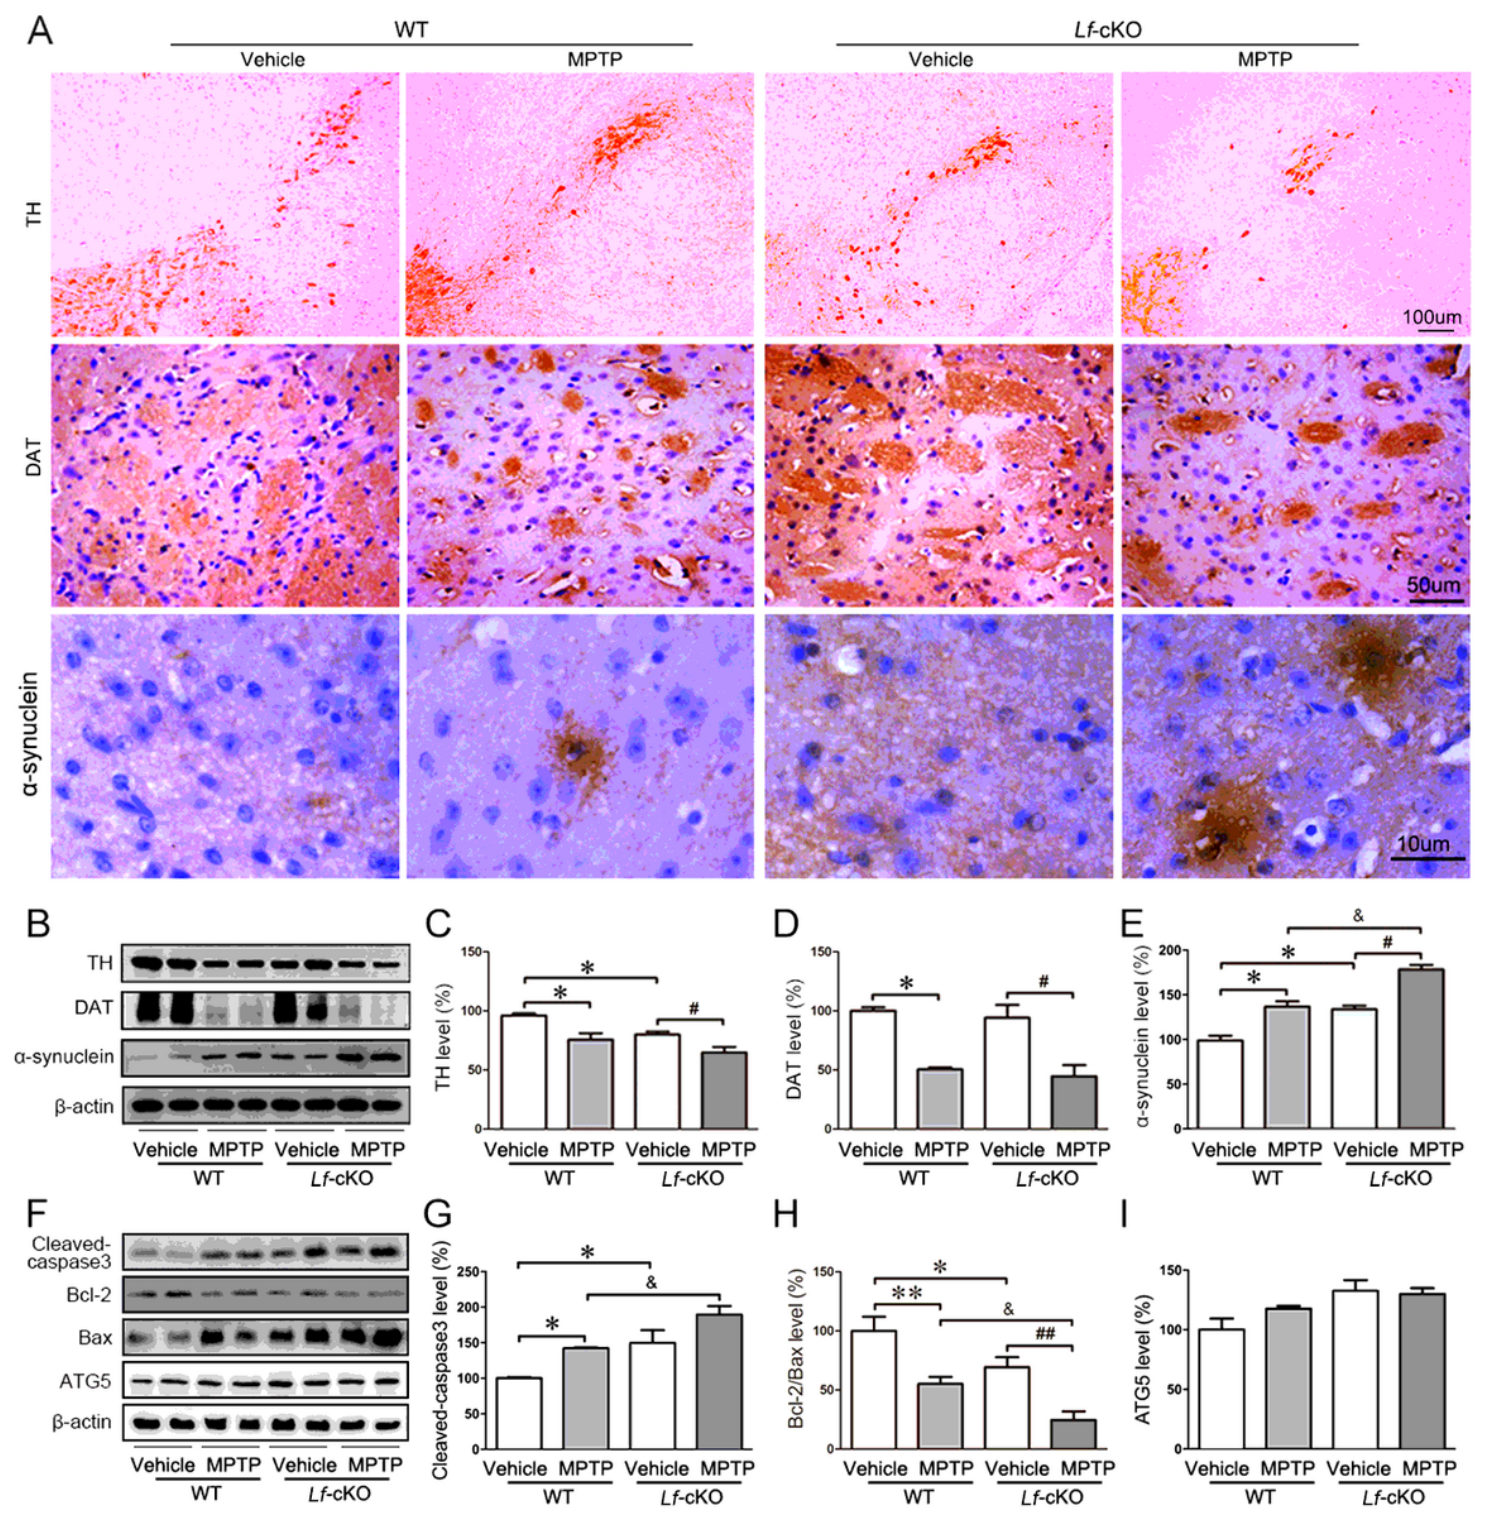 A
WT
Lf-cKO
Vehicle
MPTP
Vehicle
MPTP
TH
100um
DAT
50um
α-synuclein
10um
B
TH
DAT
α-synuclein
β-actin
Vehicle MPTP Vehicle MPTP
WT
Lf-cKO
C
TH level (%)
150
100
50
0
*
*
#
Vehicle MPTP Vehicle MPTP
WT
Lf-cKO
D
DAT level (%)
150
100
50
0
*
#
Vehicle MPTP Vehicle MPTP
WT
Lf-cKO
E
α-synuclein level (%)
200
150
100
50
0
&
*
#
*
Vehicle MPTP Vehicle MPTP
WT
Lf-cKO
F
Cleaved-
caspase3
Bcl-2
Bax
ATG5
β-actin
Vehicle MPTP Vehicle MPTP
WT
Lf-cKO
G
Cleaved-caspase3 level (%)
250
200
150
100
50
0
*
&
*
Vehicle MPTP Vehicle MPTP
WT
Lf-cKO
H
Bcl-2/Bax level (%)
150
100
50
0
*
**
&
##
Vehicle MPTP Vehicle MPTP
WT
Lf-cKO
I
ATG5 level (%)
150
100
50
0
Vehicle MPTP Vehicle MPTP
WT
Lf-cKO